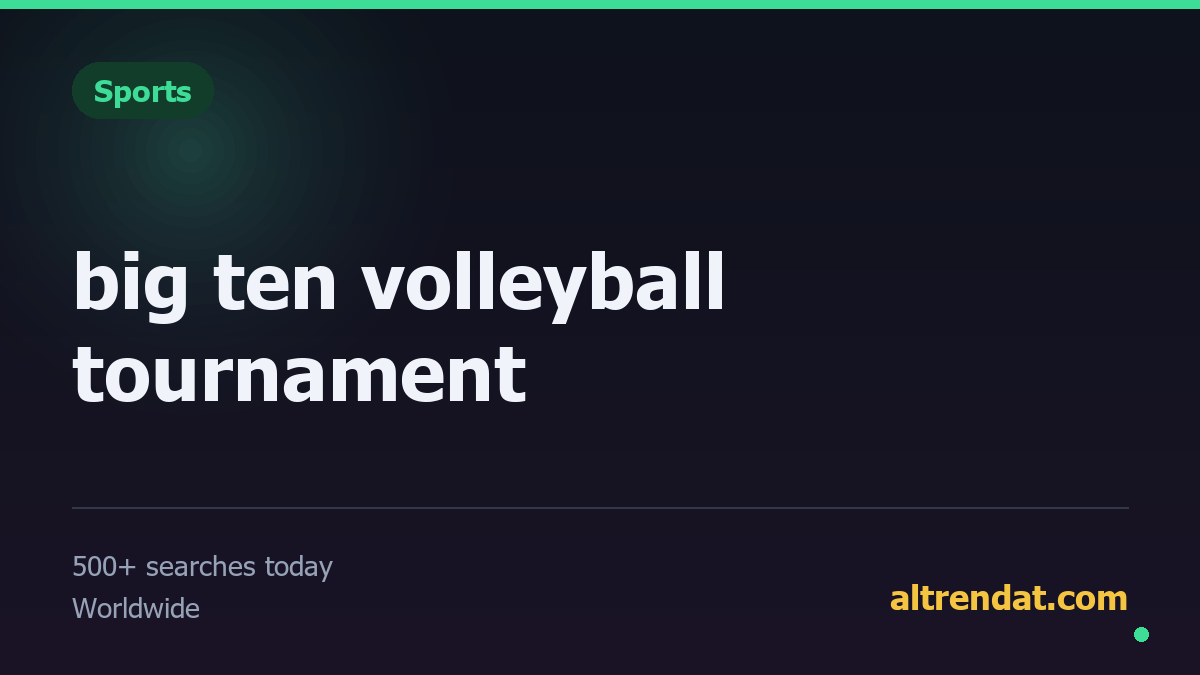 Sports
big ten volleyball
tournament
500+ searches today
Worldwide
altrendat.com